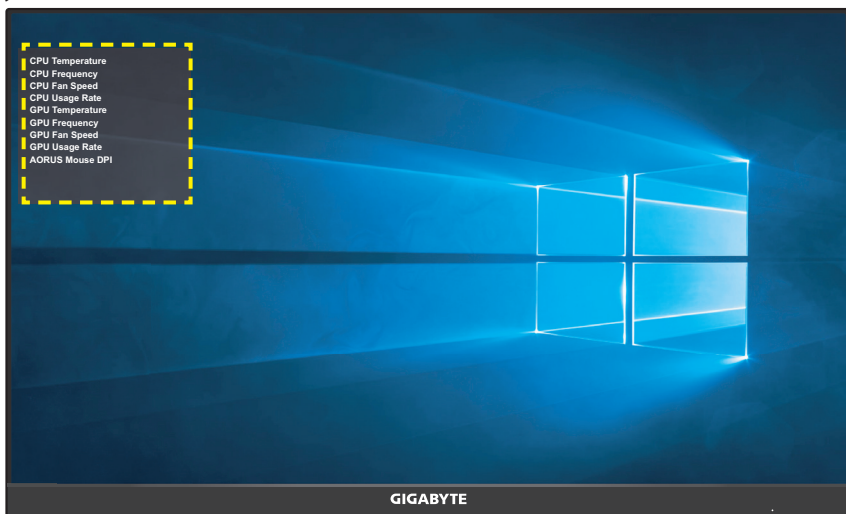 CPU Temperature
CPU Frequency
CPU Fan Speed
CPU Usage Rate
GPU Temperature
GPU Frequency
GPU Fan Speed
GPU Usage Rate
AORUS Mouse DPI
GIGABYTE